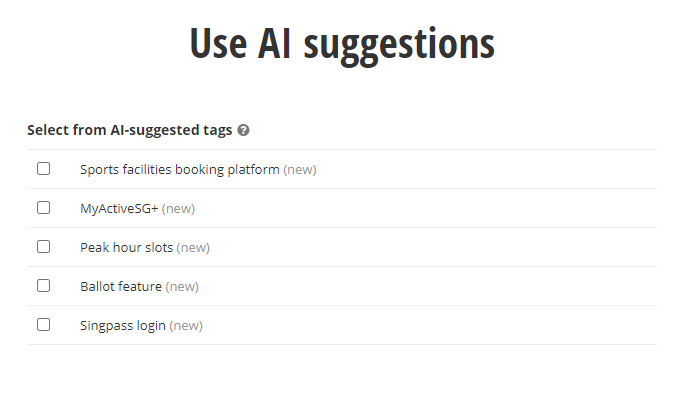 Use AI suggestions
Select from AI-suggested tags ?
Sports facilities booking platform (new)
MyActiveSG+ (new)
Peak hour slots (new)
Ballot feature (new)
Singpass login (new)